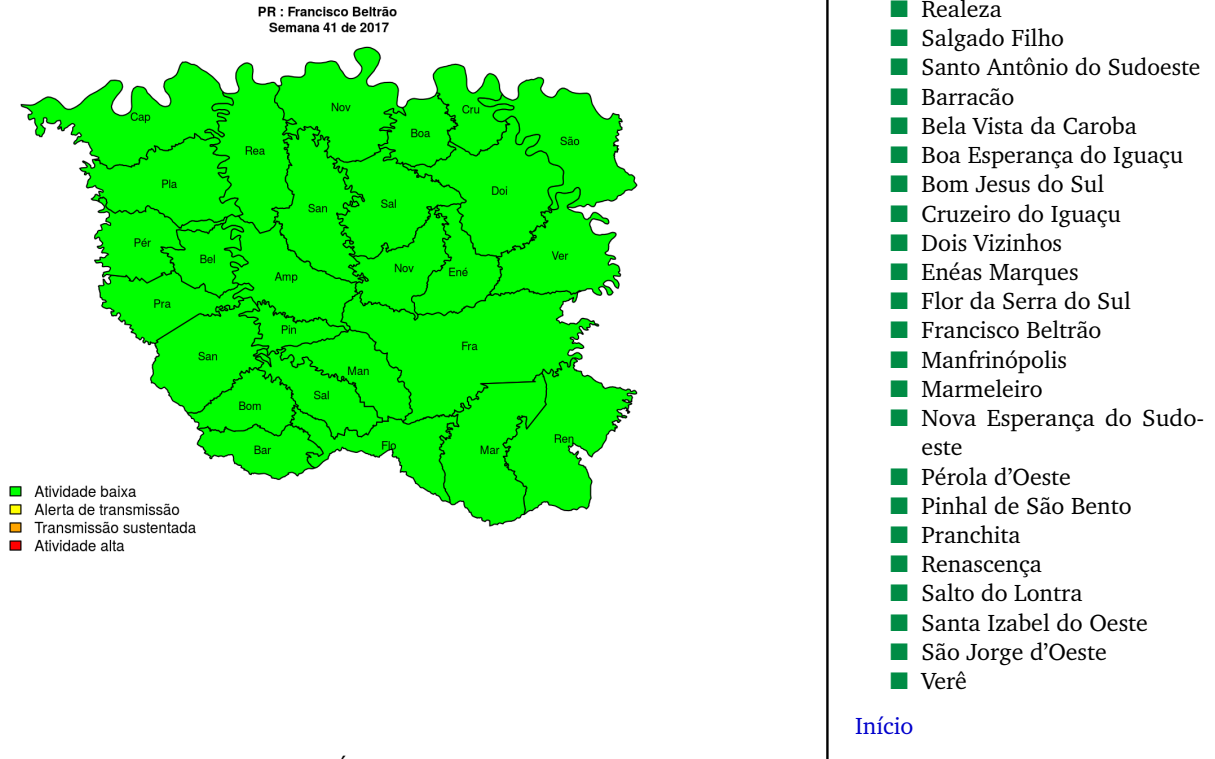 PR : Francisco Beltrão
Semana 41 de 2017
Cap
Nov
Cru
Boa
São
Rea
Pla
San
Sal
Doi
Pér
Bel
Amp
Nov
Ené
Ver
Pra
Pin
Fra
San
Man
Sal
Bom
Bar
Flo
Mar
Ren
Atividade baixa
Alerta de transmissão
Transmissão sustentada
Atividade alta
Realeza
Salgado Filho
Santo Antônio do Sudoeste
Barracão
Bela Vista da Caroba
Boa Esperança do Iguaçu
Bom Jesus do Sul
Cruzeiro do Iguaçu
Dois Vizinhos
Enéas Marques
Flor da Serra do Sul
Francisco Beltrão
Manfrinópolis
Marmeleiro
Nova Esperança do Sudo-
este
Pérola d’Oeste
Pinhal de São Bento
Pranchita
Renascença
Salto do Lontra
Santa Izabel do Oeste
São Jorge d’Oeste
Verê
Início